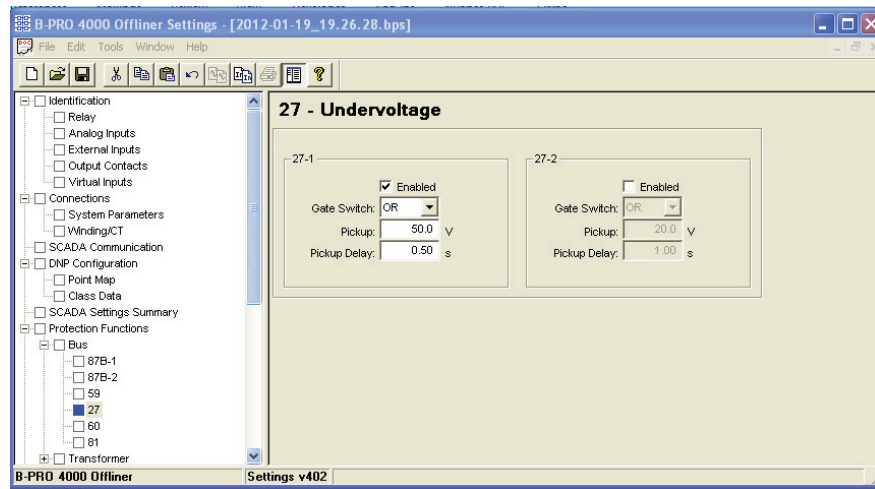 B-PRO 4000 Offliner Settings - [2012-01-19_19.26.28.bps]
File Edit Tools Window Help
Identification
Relay
Analog Inputs
External Inputs
Output Contacts
Virtual Inputs
Connections
System Parameters
Winding/CT
SCADA Communication
DNP Configuration
Point Map
Class Data
SCADA Settings Summary
Protection Functions
Bus
87B-1
87B-2
59
27
60
81
Transformer
27 - Undervoltage
27-1
Enabled
Gate Switch: OR
Pickup: 50.0 V
Pickup Delay: 0.50 s
27-2
Enabled
Gate Switch: OR
Pickup: 20.0 V
Pickup Delay: 1.00 s
B-PRO 4000 Offliner Settings v402